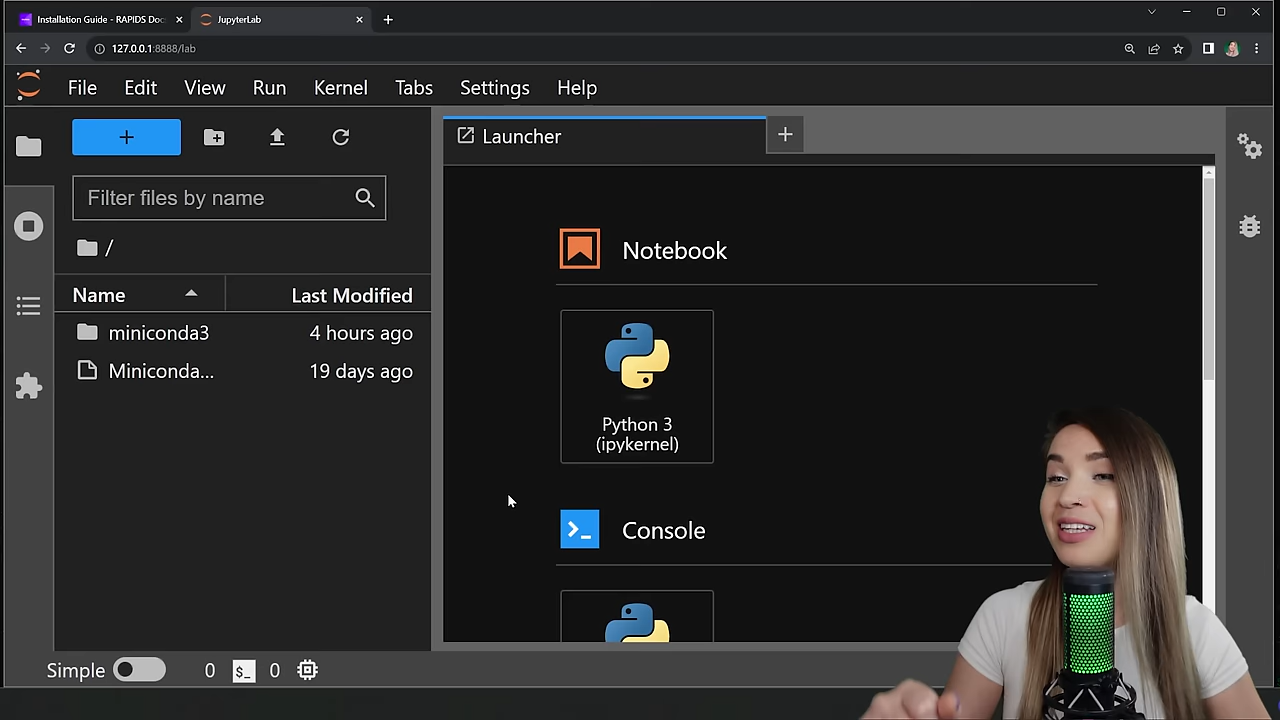 Installation Guide - RAPIDS Doc
JupyterLab
127.0.0.1:8888/lab
File Edit View Run Kernel Tabs Settings Help
Launcher
Filter files by name
/
Name Last Modified
miniconda3 4 hours ago
Miniconda... 19 days ago
Notebook
Python 3
(ipykernel)
Console
Simple 0 $_ 0